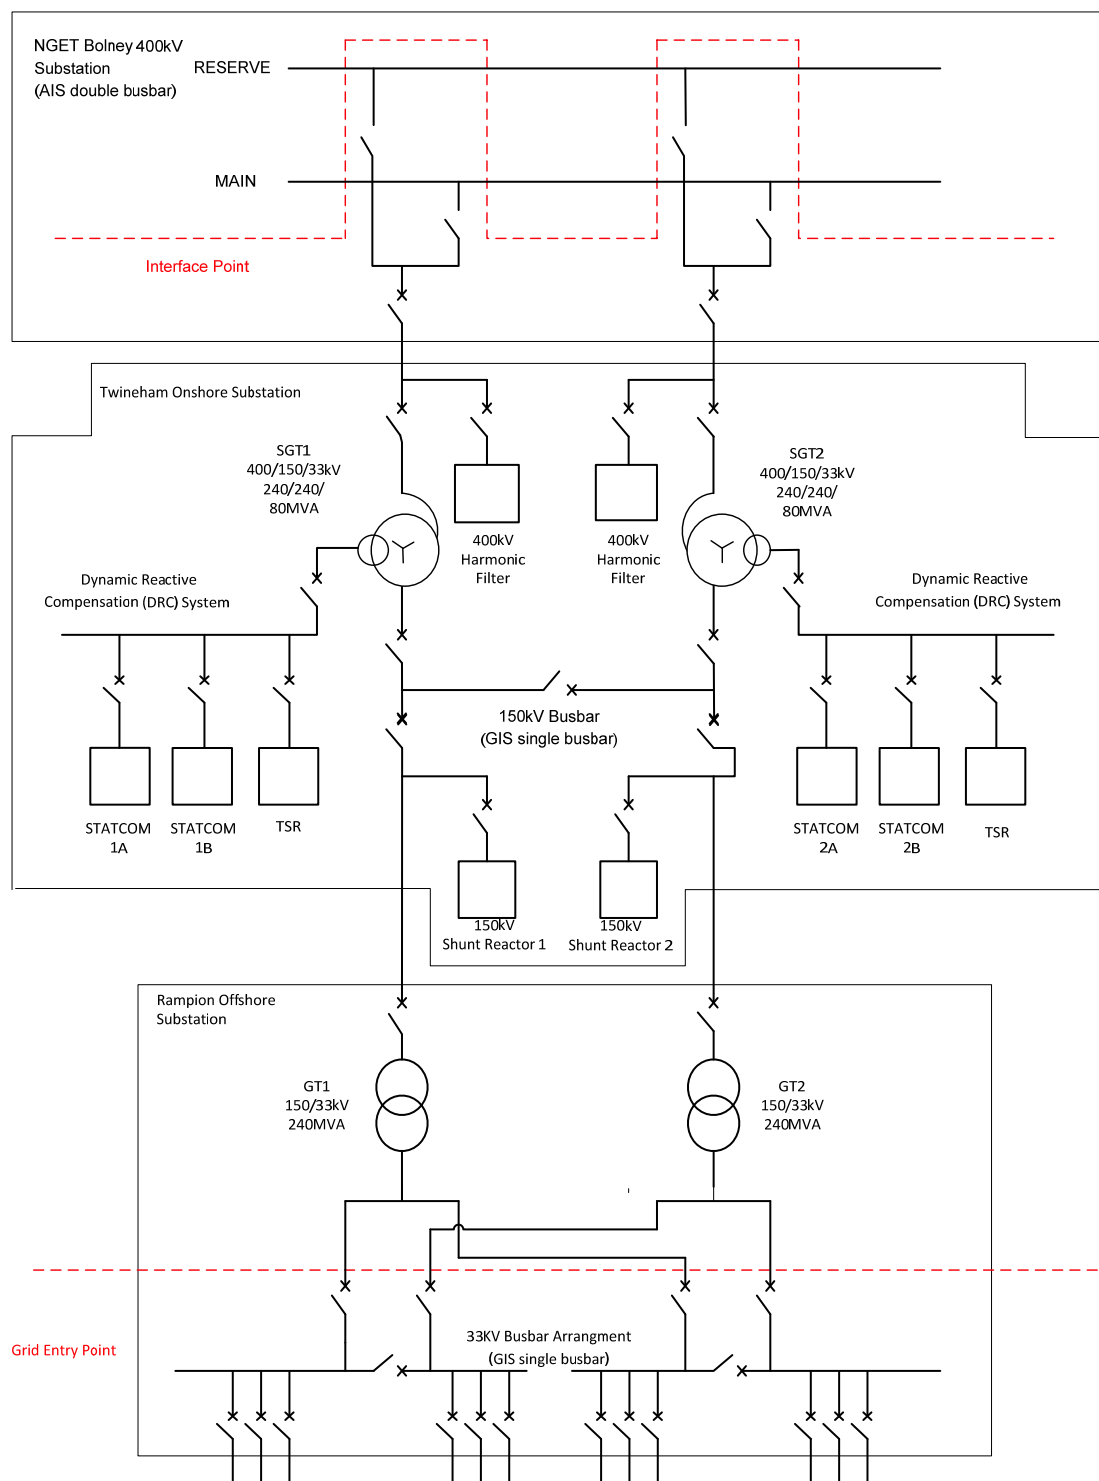 NGET Bolney 400kV
Substation
(AIS double busbar)
RESERVE
MAIN
Interface Point
Twineham Onshore Substation
SGT1
400/150/33kV
240/240/
80MVA
SGT2
400/150/33kV
240/240/
80MVA
400kV
Harmonic
Filter
400kV
Harmonic
Filter
Dynamic Reactive
Compensation (DRC) System
Dynamic Reactive
Compensation (DRC) System
150kV Busbar
(GIS single busbar)
STATCOM
1A
STATCOM
1B
TSR
STATCOM
2A
STATCOM
2B
TSR
150kV
Shunt Reactor 1
150kV
Shunt Reactor 2
Rampion Offshore
Substation
GT1
150/33kV
240MVA
GT2
150/33kV
240MVA
33KV Busbar Arrangment
(GIS single busbar)
Grid Entry Point